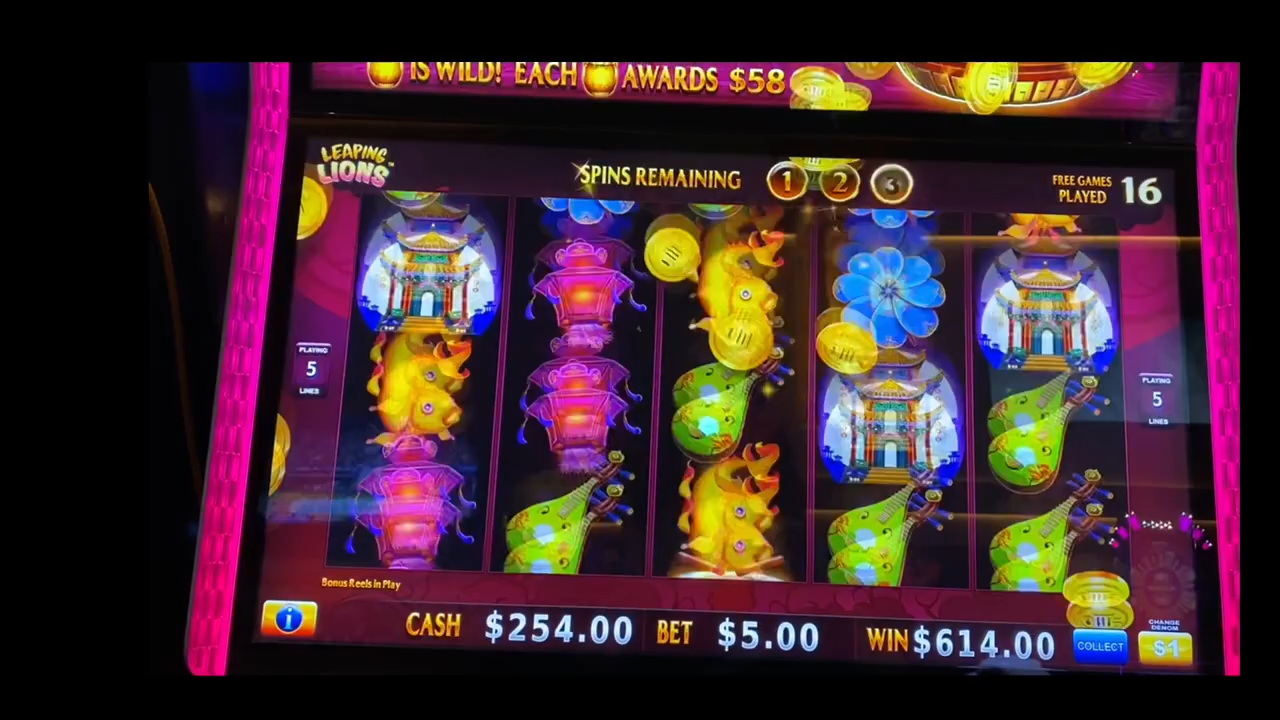 IS WILD! EACH AWARDS $58
LEAPING
LIONS™
SPINS REMAINING 1 2 3
FREE GAMES
PLAYED 16
PLAYING
5
LINES
PLAYING
5
LINES
Bonus Reels in Play
CASH $254.00 BET $5.00 WIN $614.00
COLLECT
CHANGE
DENOM
$1